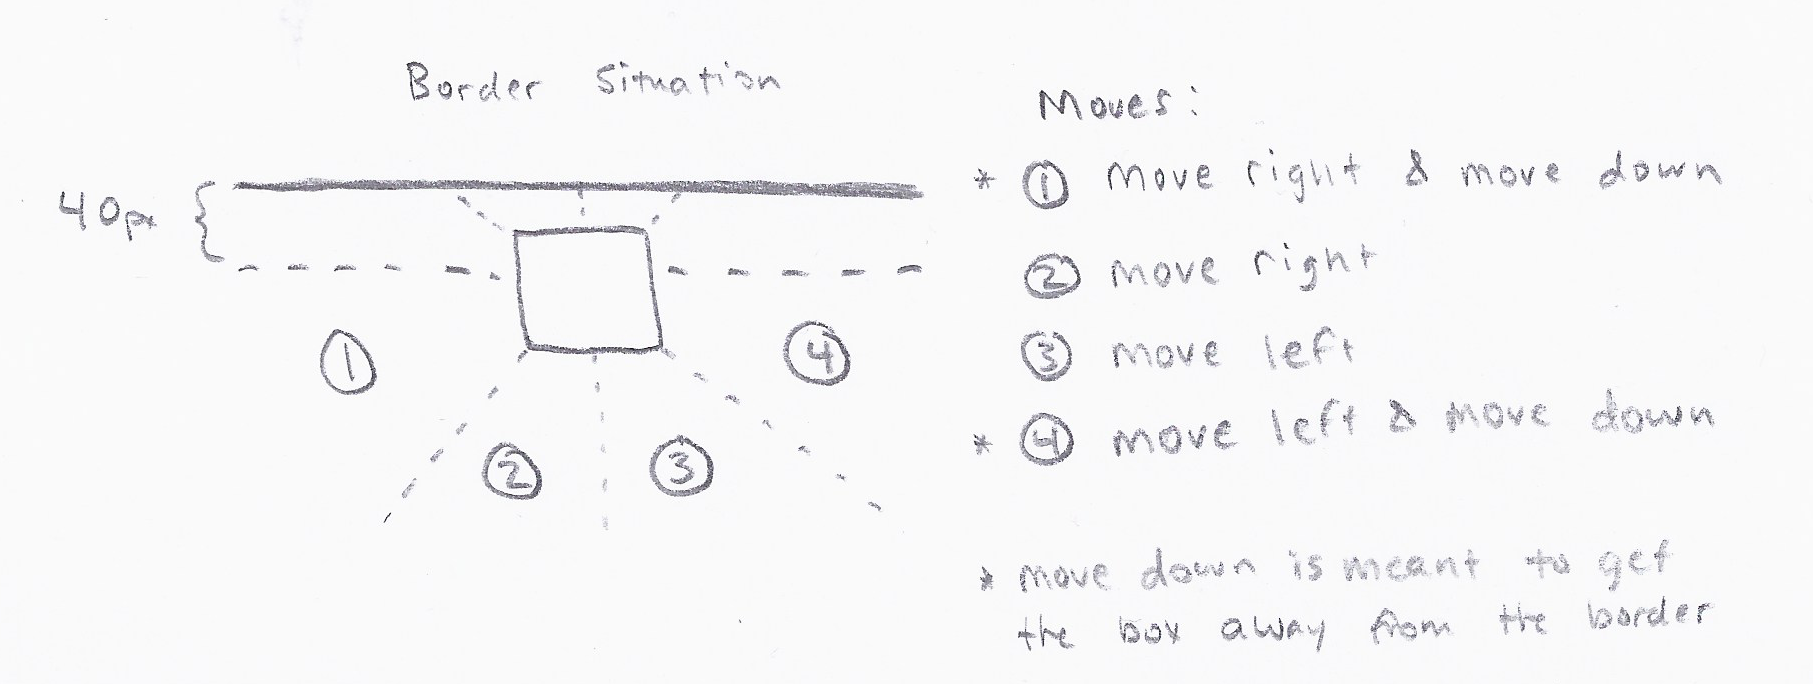 Border Situation
Moves:
40px
* ① Move right & move down
② move right
③ move left
* ④ move left & move down
①
④
②
③
* move down is meant to get
the box away from the border